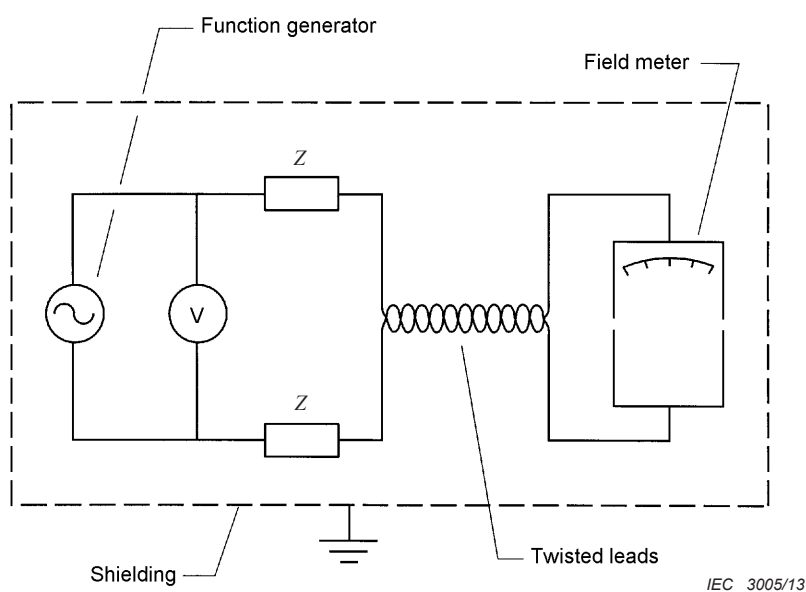 Function generator
Field meter
Z
V
Z
Twisted leads
Shielding
IEC 3005/13